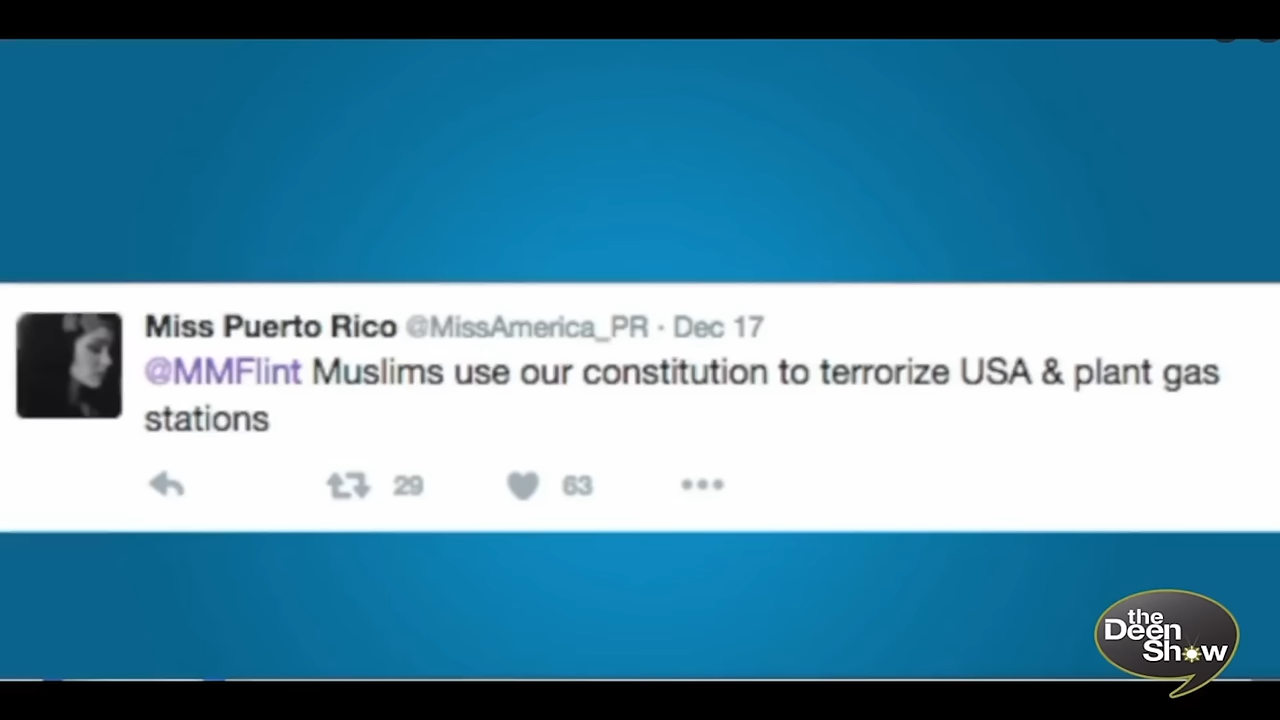 Miss Puerto Rico @MissAmerica_PR · Dec 17
@MMFlint Muslims use our constitution to terrorize USA & plant gas
stations
29 63
the
Deen
Show